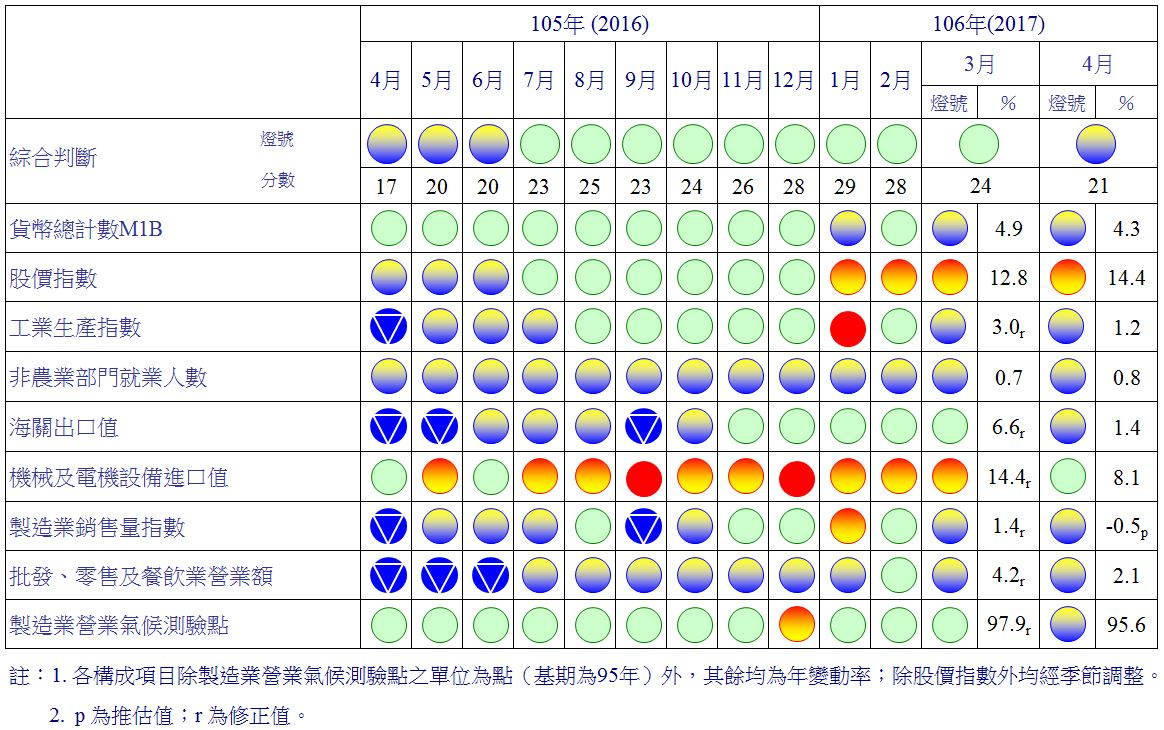 105年 (2016) 106年(2017)
4月 5月 6月 7月 8月 9月 10月 11月 12月 1月 2月 3月 4月
燈號 % 燈號 %
綜合判斷 燈號
分數 17 20 20 23 25 23 24 26 28 29 28 24 21
貨幣總計數M1B 4.9 4.3
股價指數 12.8 14.4
工業生產指數 3.0r 1.2
非農業部門就業人數 0.7 0.8
海關出口值 6.6r 1.4
機械及電機設備進口值 14.4r 8.1
製造業銷售量指數 1.4r -0.5p
批發、零售及餐飲業營業額 4.2r 2.1
製造業營業氣候測驗點 97.9r 95.6
註：1. 各構成項目除製造業營業氣候測驗點之單位為點（基期為95年）外，其餘均為年變動率；除股價指數外均經季節調整。
2. p 為推估值；r 為修正值。